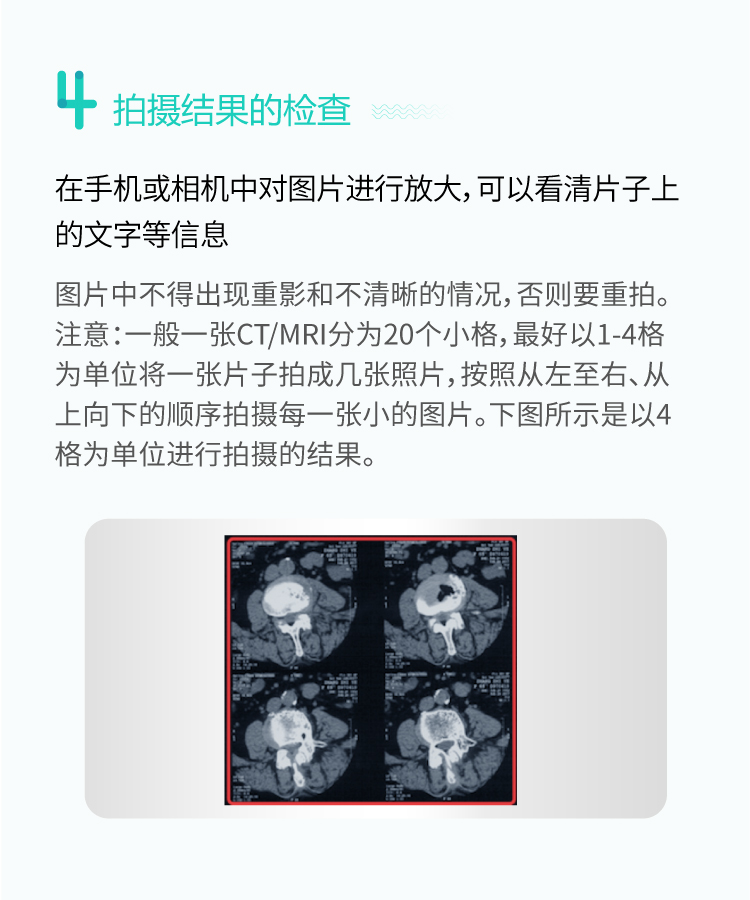 4 拍摄结果的检查
在手机或相机中对图片进行放大，可以看清片子上
的文字等信息
图片中不得出现重影和不清晰的情况，否则要重拍。
注意：一般一张CT/MRI分为20个小格，最好以1-4格
为单位将一张片子拍成几张照片，按照从左至右、从
上向下的顺序拍摄每一张小的图片。下图所示是以4
格为单位进行拍摄的结果。